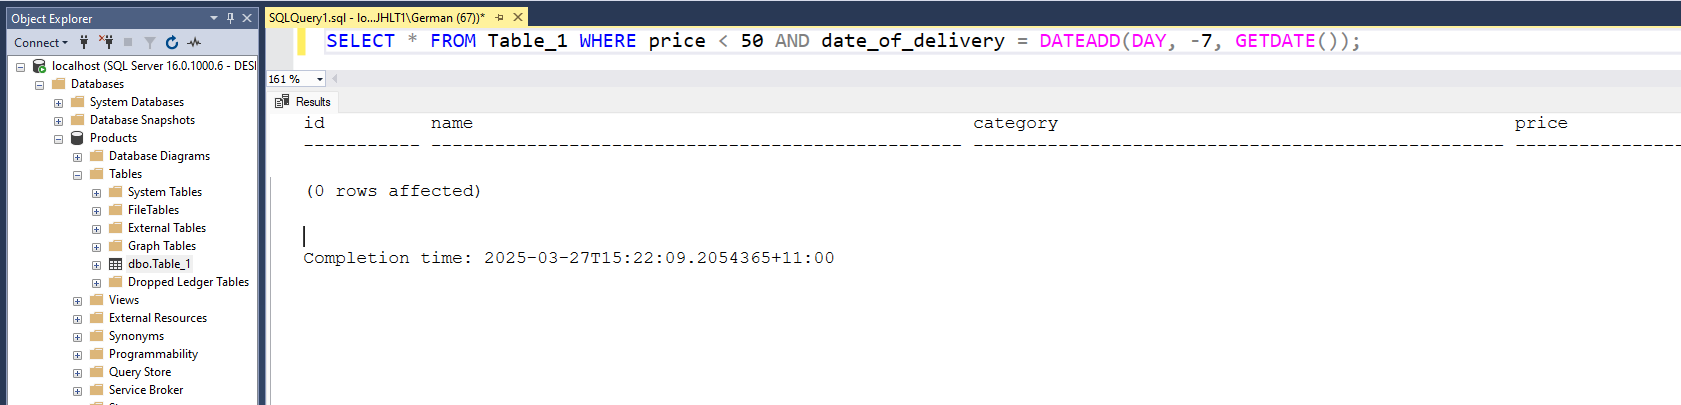 Object Explorer
Connect
localhost (SQL Server 16.0.1000.6 - DESI
Databases
System Databases
Database Snapshots
Products
Database Diagrams
Tables
System Tables
FileTables
External Tables
Graph Tables
dbo.Table_1
Dropped Ledger Tables
Views
External Resources
Synonyms
Programmability
Query Store
Service Broker
SQLQuery1.sql - lo...JHLT1\German (67))*
SELECT * FROM Table_1 WHERE price < 50 AND date_of_delivery = DATEADD(DAY, -7, GETDATE());
161 %
Results
id name category price
(0 rows affected)
Completion time: 2025-03-27T15:22:09.2054365+11:00